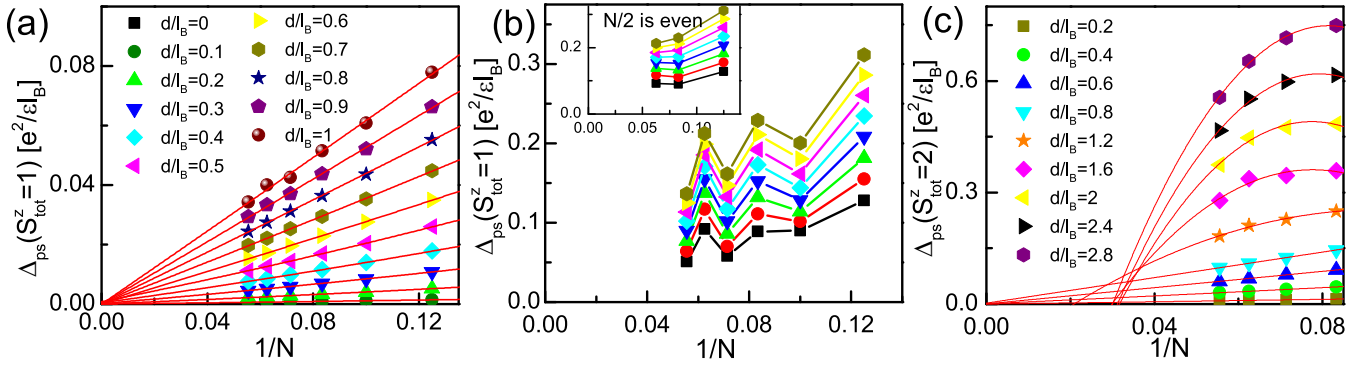 (a)
d/l_B=0
d/l_B=0.1
d/l_B=0.2
d/l_B=0.3
d/l_B=0.4
d/l_B=0.5
d/l_B=0.6
d/l_B=0.7
d/l_B=0.8
d/l_B=0.9
d/l_B=1
Δ_ps(S^z_tot=1) [e²/εl_B]
0.08
0.04
0.00
0.00 0.04 0.08 0.12
1/N
(b)
N/2 is even
0.2
0.0
0.00 0.05 0.10
Δ_ps(S^z_tot=1) [e²/εl_B]
0.3
0.2
0.1
0.0
0.00 0.04 0.08 0.12
1/N
(c)
d/l_B=0.2
d/l_B=0.4
d/l_B=0.6
d/l_B=0.8
d/l_B=1.2
d/l_B=1.6
d/l_B=2
d/l_B=2.4
d/l_B=2.8
Δ_ps(S^z_tot=2) [e²/εl_B]
0.6
0.3
0.0
0.00 0.04 0.08
1/N